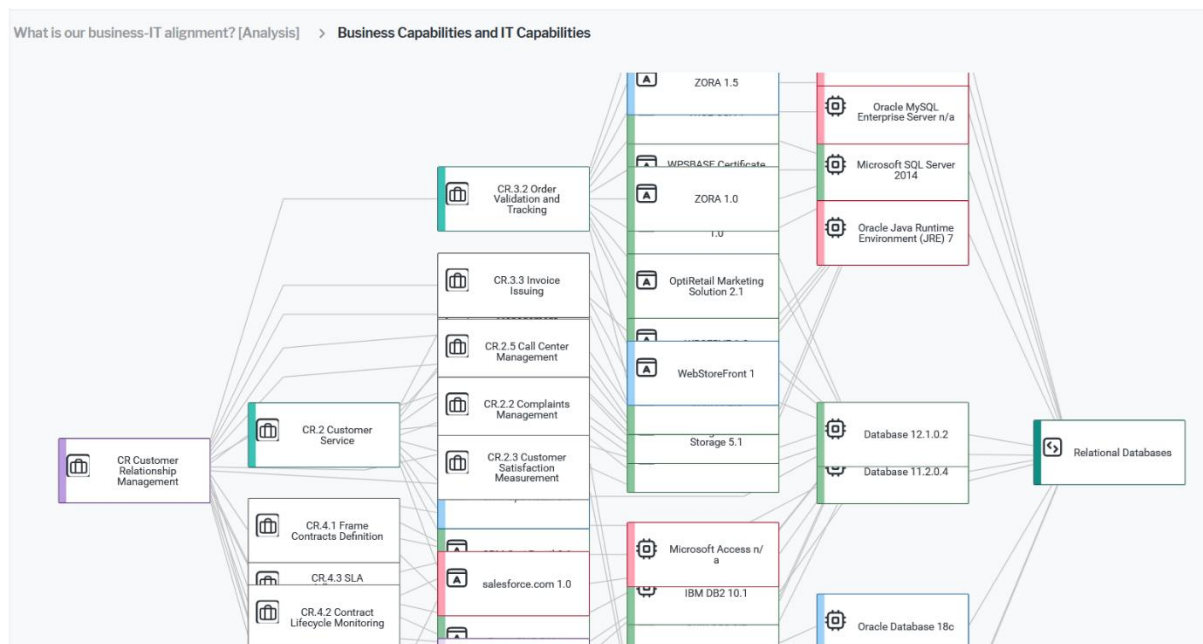 What is our business-IT alignment? [Analysis] > Business Capabilities and IT Capabilities
ZORA 1.5
Oracle MySQL
Enterprise Server n/a
WPSBASE Certificate
Microsoft SQL Server
2014
CR.3.2 Order
Validation and
Tracking
ZORA 1.0
1.0
Oracle Java Runtime
Environment (JRE) 7
CR.3.3 Invoice
Issuing
OptiRetail Marketing
Solution 2.1
CR.2.5 Call Center
Management
WebStoreFront 1
CR.2.2 Complaints
Management
CR.2 Customer
Service
Storage 5.1
Database 12.1.0.2
CR Customer
Relationship
Management
CR.2.3 Customer
Satisfaction
Measurement
Database 11.2.0.4
Relational Databases
CR.4.1 Frame
Contracts Definition
Microsoft Access n/
a
CR.4.3 SLA
salesforce.com 1.0
IBM DB2 10.1
CR.4.2 Contract
Lifecycle Monitoring
Oracle Database 18c